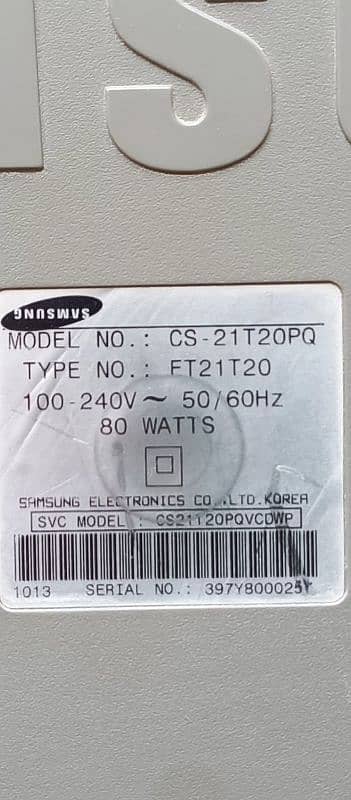 SAMSUNG
MODEL NO.: CS-21T20PQ
TYPE NO.: FT21T20
100-240V~ 50/60Hz
80 WATTS
SAMSUNG ELECTRONICS CO.,LTD.KOREA
SVC MODEL : CS21T20PQVCDWP
1013 SERIAL NO.: